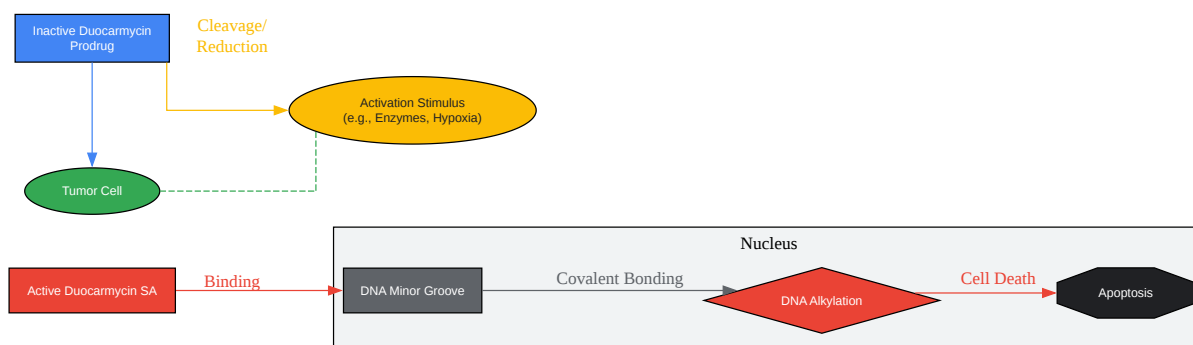 Inactive Duocarmycin
Prodrug
Cleavage/
Reduction
Activation Stimulus
(e.g., Enzymes, Hypoxia)
Tumor Cell
Nucleus
Active Duocarmycin SA
Binding
DNA Minor Groove
Covalent Bonding
DNA Alkylation
Cell Death
Apoptosis